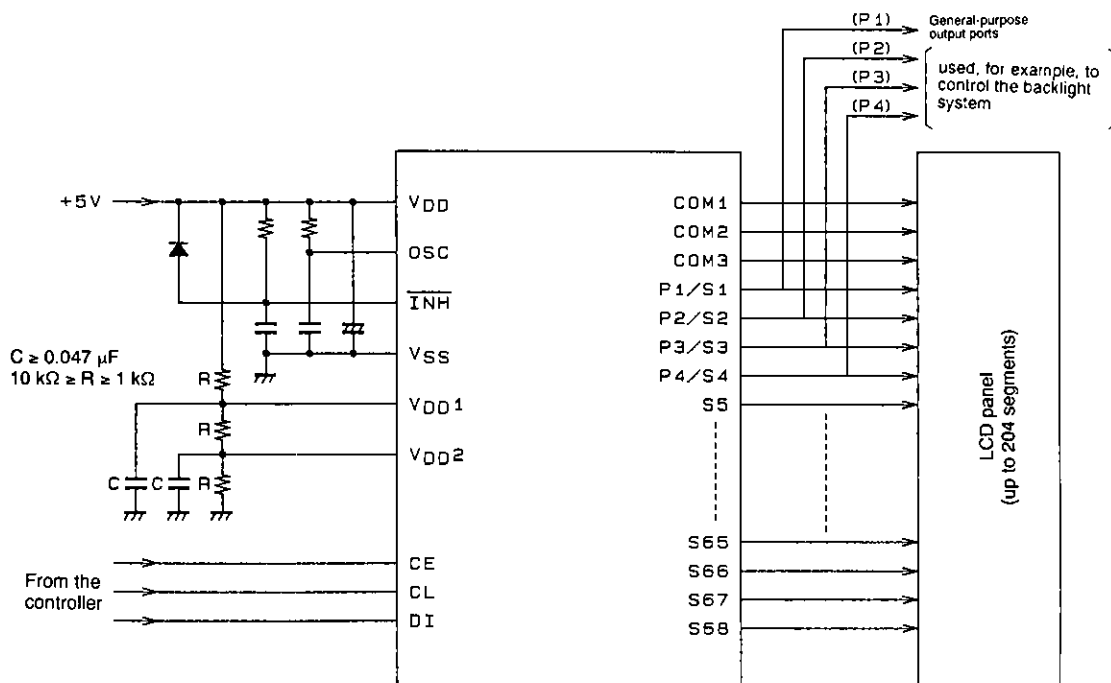 (P1)
General-purpose
output ports
(P2)
used, for example, to
control the backlight
system
(P3)
(P4)
+5V
VDD
OSC
INH
VSS
C ≥ 0.047 µF
10 kΩ ≥ R ≥ 1 kΩ
R
VDD1
R
VDD2
C
C
R
From the
controller
CE
CL
DI
COM1
COM2
COM3
P1/S1
P2/S2
P3/S3
P4/S4
S5
S65
S66
S67
S68
LCD panel
(up to 204 segments)